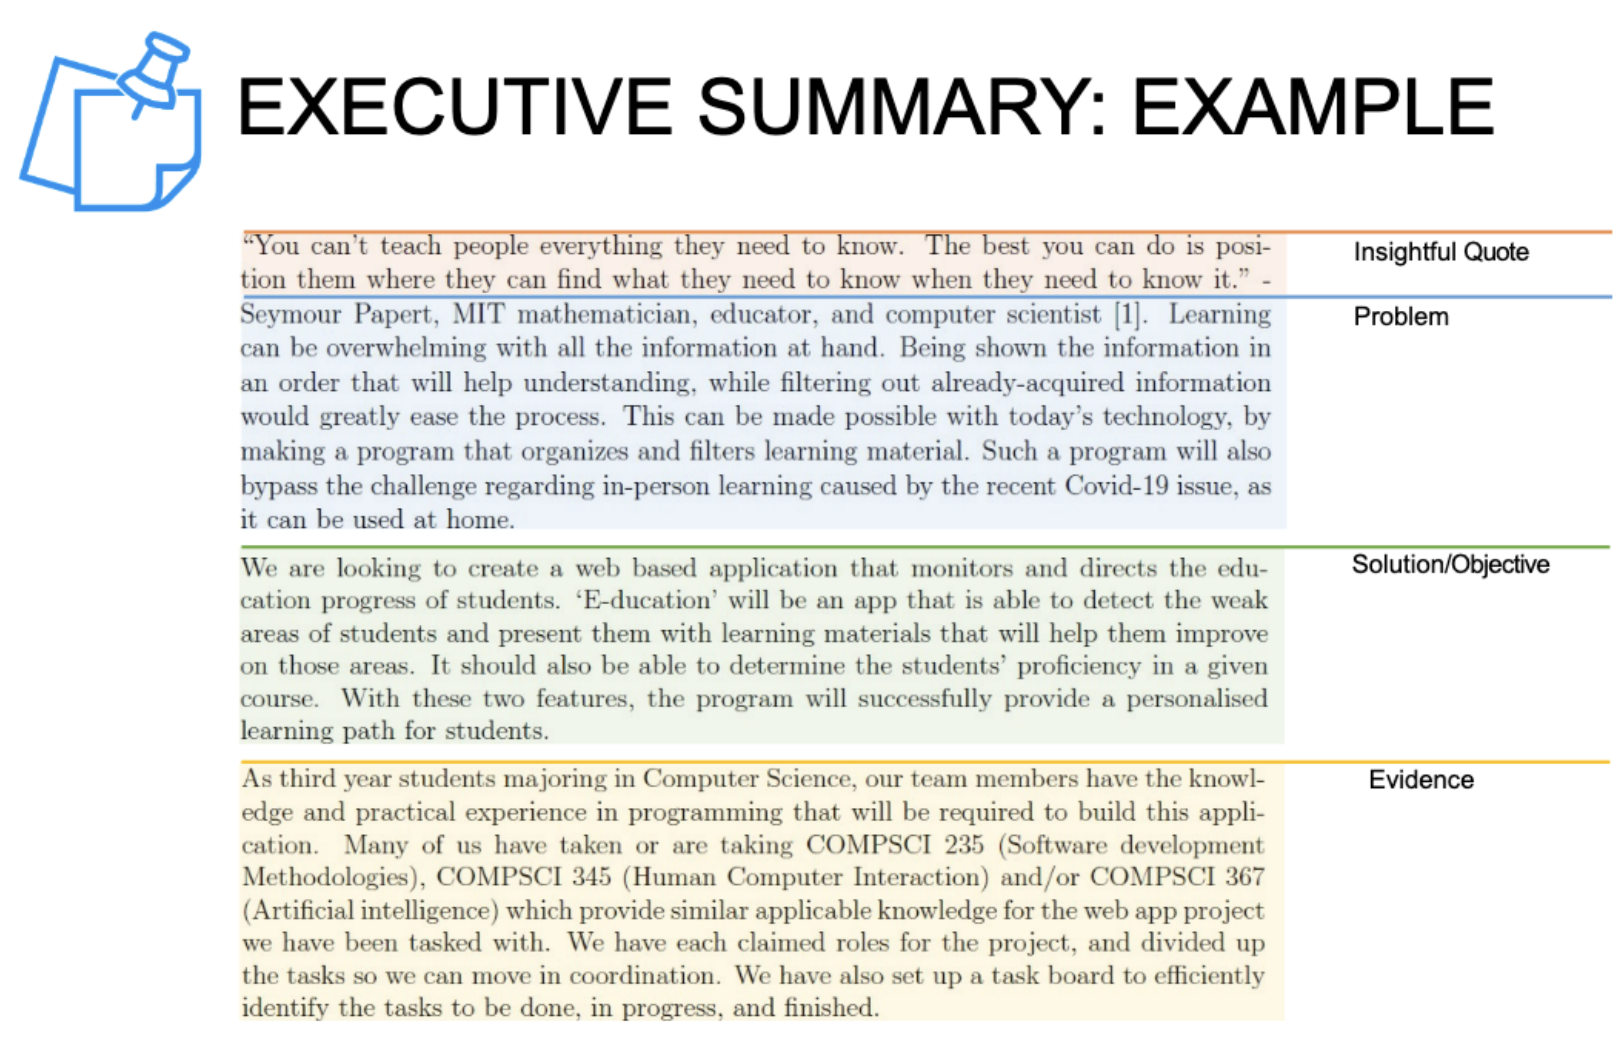 EXECUTIVE SUMMARY: EXAMPLE
“You can’t teach people everything they need to know. The best you can do is posi-
tion them where they can find what they need to know when they need to know it.” -
Insightful Quote
Seymour Papert, MIT mathematician, educator, and computer scientist [1]. Learning
can be overwhelming with all the information at hand. Being shown the information in
an order that will help understanding, while filtering out already-acquired information
would greatly ease the process. This can be made possible with today’s technology, by
making a program that organizes and filters learning material. Such a program will also
bypass the challenge regarding in-person learning caused by the recent Covid-19 issue, as
it can be used at home.
Problem
We are looking to create a web based application that monitors and directs the edu-
cation progress of students. ‘E-ducation’ will be an app that is able to detect the weak
areas of students and present them with learning materials that will help them improve
on those areas. It should also be able to determine the students’ proficiency in a given
course. With these two features, the program will successfully provide a personalised
learning path for students.
Solution/Objective
As third year students majoring in Computer Science, our team members have the knowl-
edge and practical experience in programming that will be required to build this appli-
cation. Many of us have taken or are taking COMPSCI 235 (Software development
Methodologies), COMPSCI 345 (Human Computer Interaction) and/or COMPSCI 367
(Artificial intelligence) which provide similar applicable knowledge for the web app project
we have been tasked with. We have each claimed roles for the project, and divided up
the tasks so we can move in coordination. We have also set up a task board to efficiently
identify the tasks to be done, in progress, and finished.
Evidence